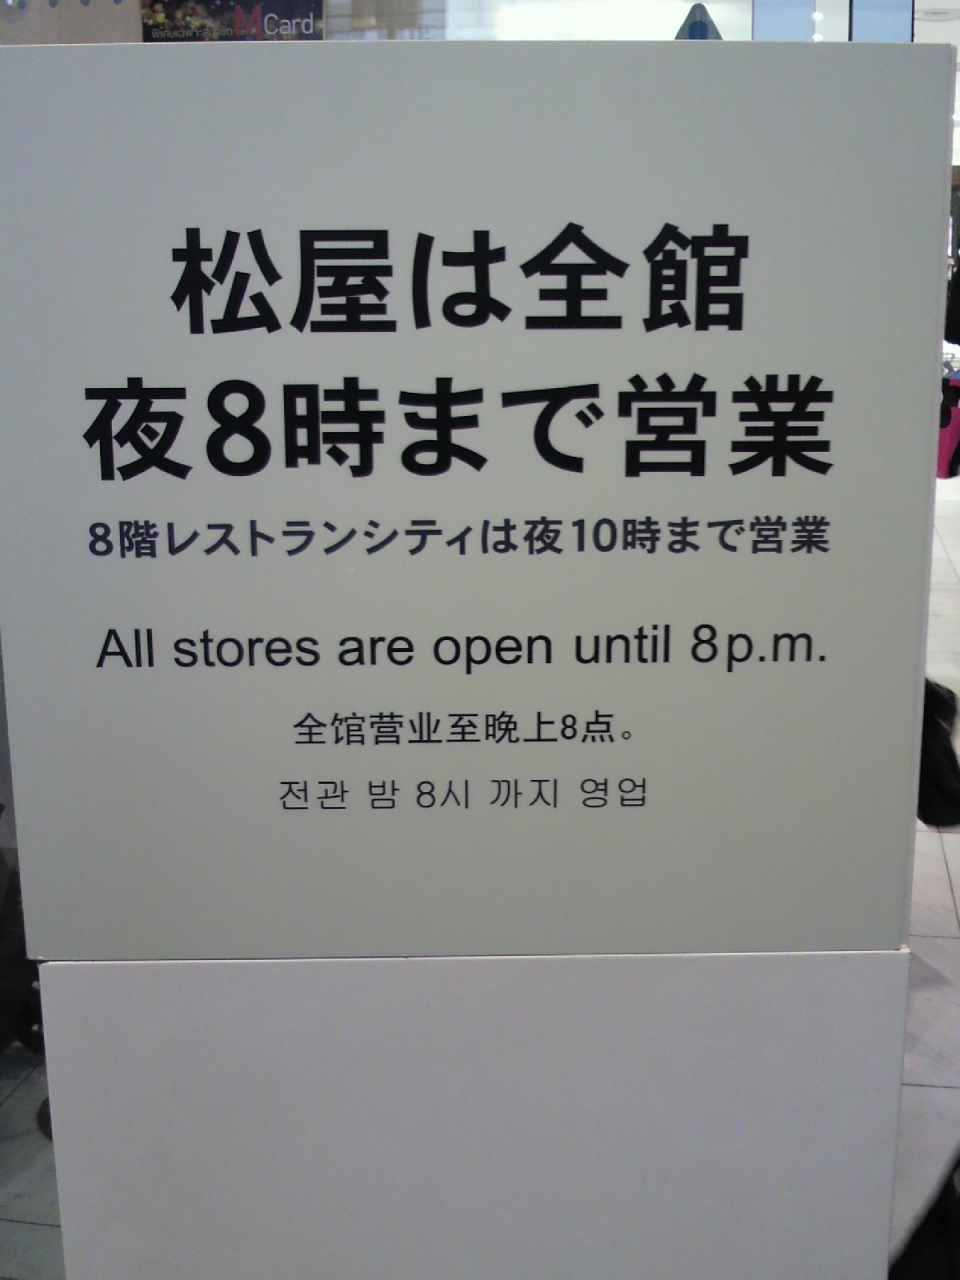 M Card
松屋は全館
夜8時まで営業
8階レストランシティは夜10時まで営業
All stores are open until 8p.m.
全馆营业至晚上8点。
전관 밤 8시 까지 영업